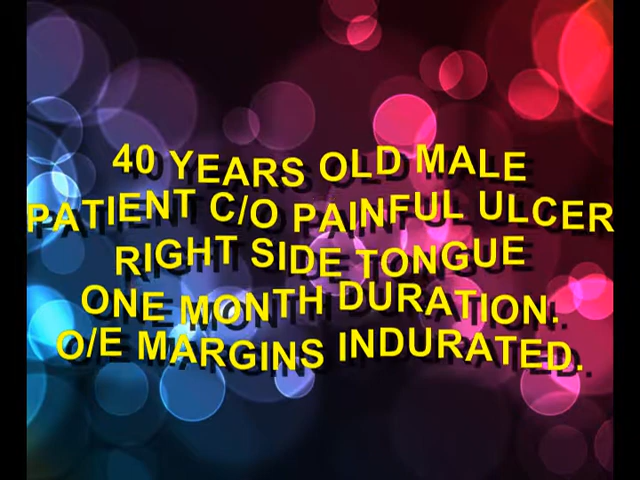 40 YEARS OLD MALE
PATIENT C/O PAINFUL ULCER
RIGHT SIDE TONGUE
ONE MONTH DURATION.
O/E MARGINS INDURATED.